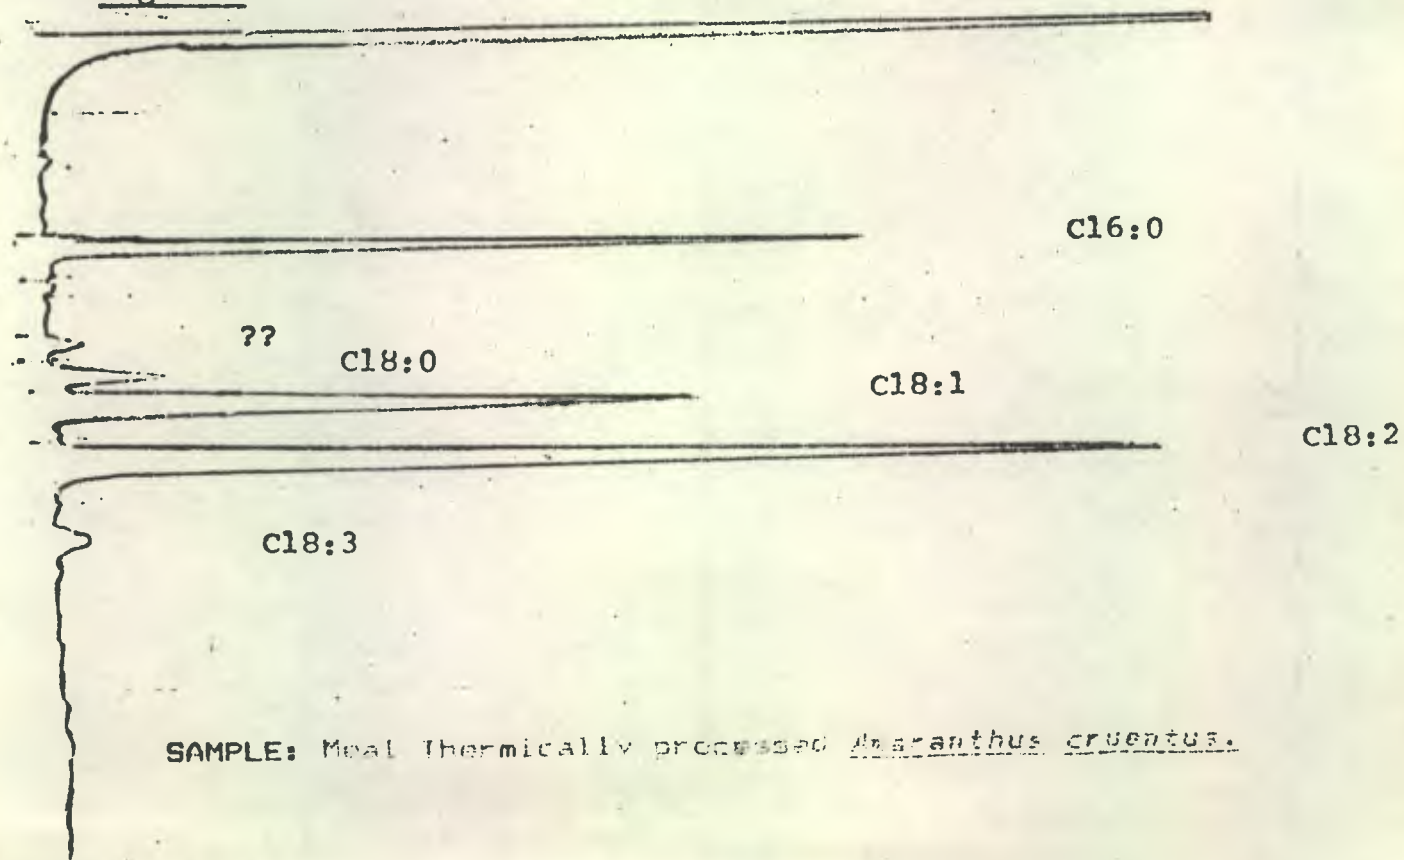 C16:0
??
C18:0
C18:1
C18:2
C18:3
SAMPLE: Meal Thermically processed Amaranthus cruentus.